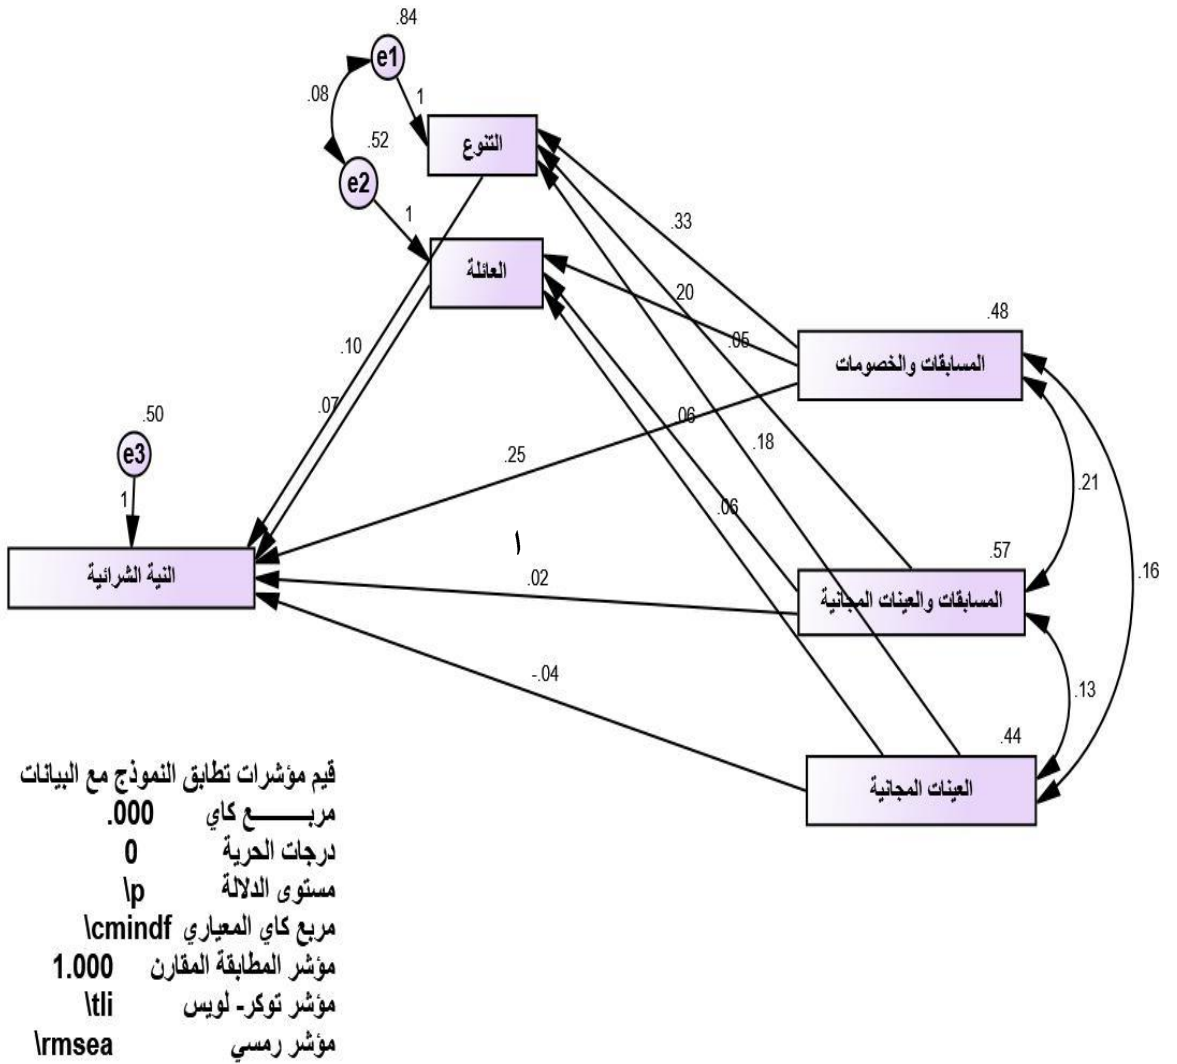 .84
e1
1
.08
.52
e2
1
التنوع
العائلة
.33
.20
.05
.48
المسابقات والخصومات
.10
.07
.06
.18
.50
e3
1
.25
.06
.21
ا
.57
.16
النية الشرائية
.02
المسابقات والعينات المجانية
-.04
.13
.44
العينات المجانية
قيم مؤشرات تطابق النموذج مع البيانات
مربـــــــع كاي .000
درجات الحرية 0
مستوى الدلالة \p
مربع كاي المعياري \cmindf
مؤشر المطابقة المقارن 1.000
مؤشر توكر- لويس \tli
مؤشر رمسي \rmsea